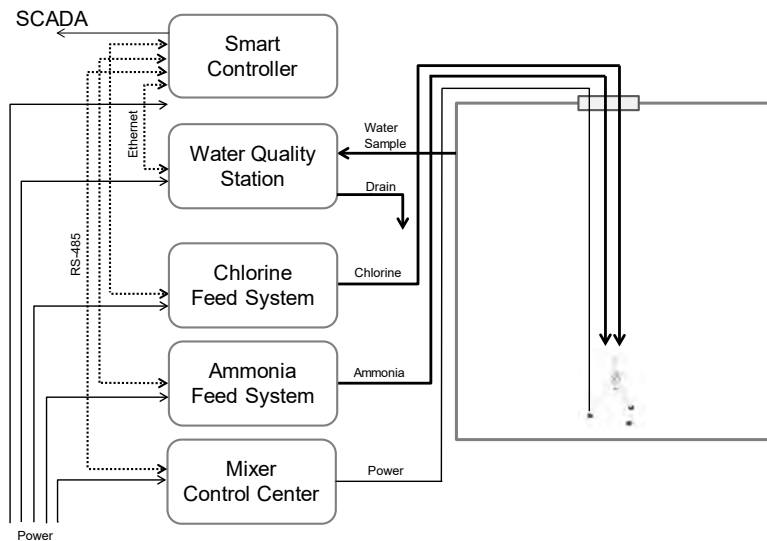 SCADA
Smart
Controller
Ethernet
Water Quality
Station
Water
Sample
Drain
RS-485
Chlorine
Feed System
Chlorine
Ammonia
Feed System
Ammonia
Mixer
Control Center
Power
Power